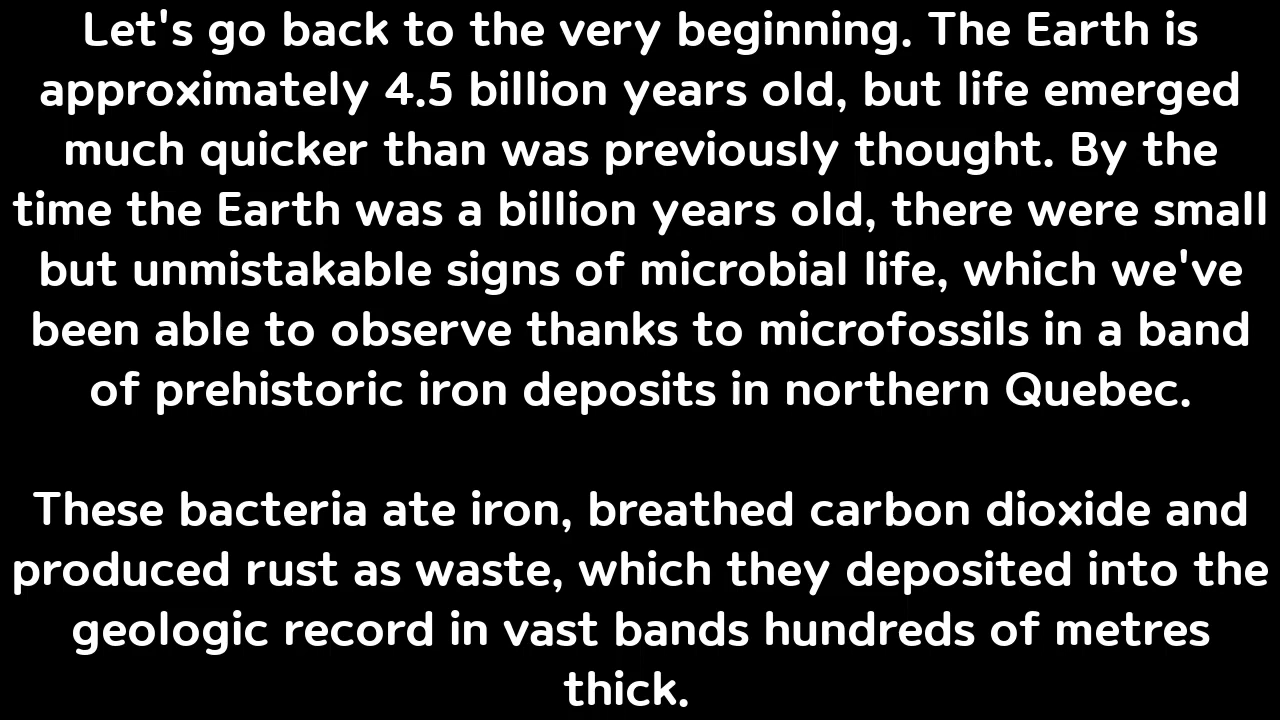 Let's go back to the very beginning. The Earth is
approximately 4.5 billion years old, but life emerged
much quicker than was previously thought. By the
time the Earth was a billion years old, there were small
but unmistakable signs of microbial life, which we've
been able to observe thanks to microfossils in a band
of prehistoric iron deposits in northern Quebec.
These bacteria ate iron, breathed carbon dioxide and
produced rust as waste, which they deposited into the
geologic record in vast bands hundreds of metres
thick.